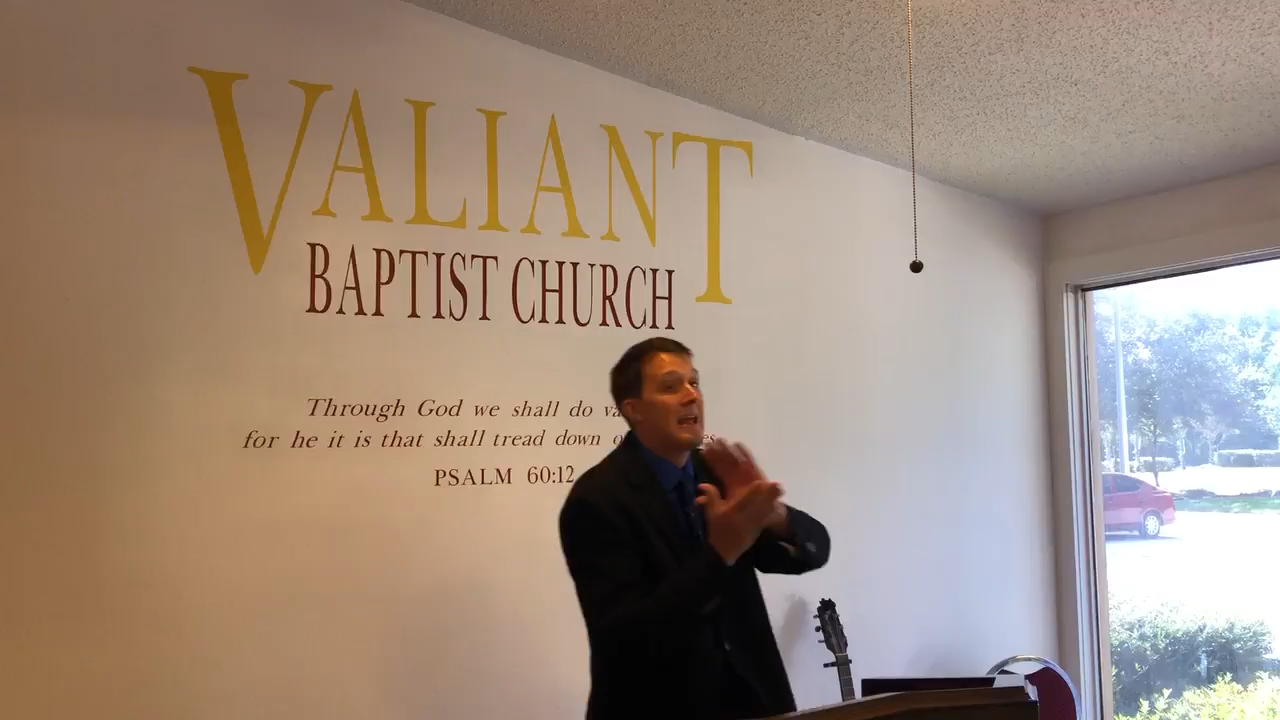 VALIANT
BAPTIST CHURCH
Through God we shall do
for he it is that shall tread down
PSALM 60:12